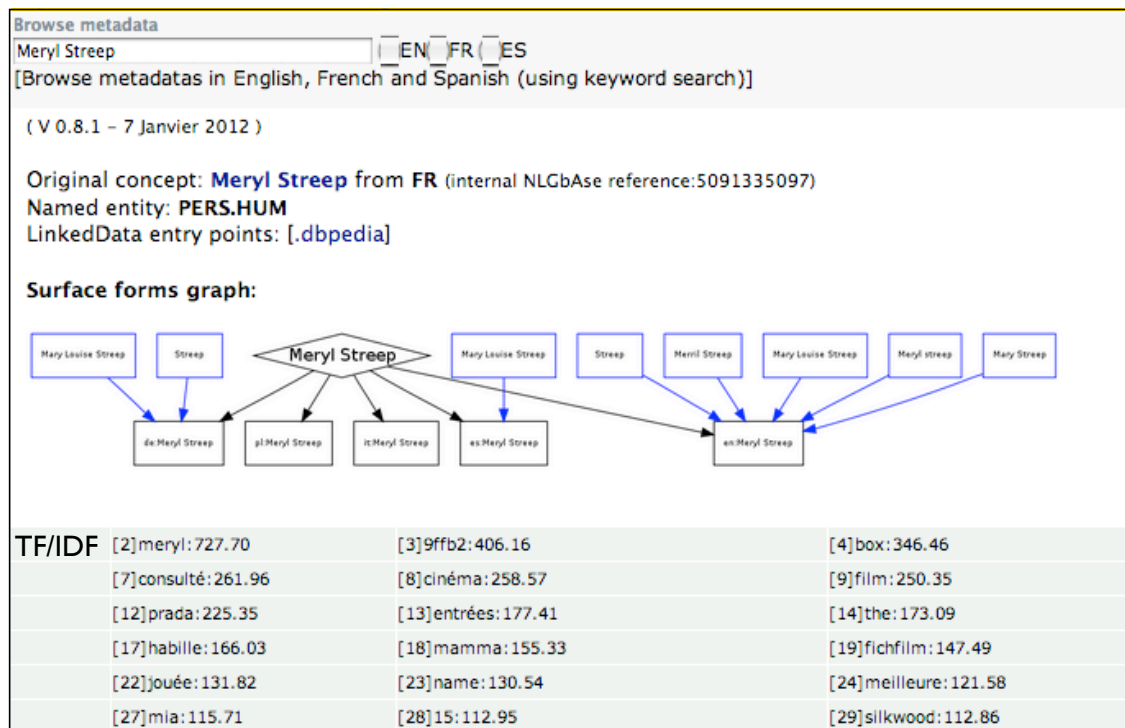 Browse metadata
Meryl Streep EN FR ES
[Browse metadatas in English, French and Spanish (using keyword search)]
( V 0.8.1 – 7 Janvier 2012 )
Original concept: Meryl Streep from FR (internal NLGbAse reference:5091335097)
Named entity: PERS.HUM
LinkedData entry points: [.dbpedia]
Surface forms graph:
Mary Louise Streep Streep Meryl Streep Mary Louise Streep Streep Merril Streep Mary Louise Streep Meryl streep Mary Streep
de:Meryl Streep pl:Meryl Streep it:Meryl Streep es:Meryl Streep en:Meryl Streep
TF/IDF [2]meryl:727.70 [3]9ffb2:406.16 [4]box:346.46
[7]consulté:261.96 [8]cinéma:258.57 [9]film:250.35
[12]prada:225.35 [13]entrées:177.41 [14]the:173.09
[17]habille:166.03 [18]mamma:155.33 [19]fichfilm:147.49
[22]jouée:131.82 [23]name:130.54 [24]meilleure:121.58
[27]mia:115.71 [28]15:112.95 [29]silkwood:112.86